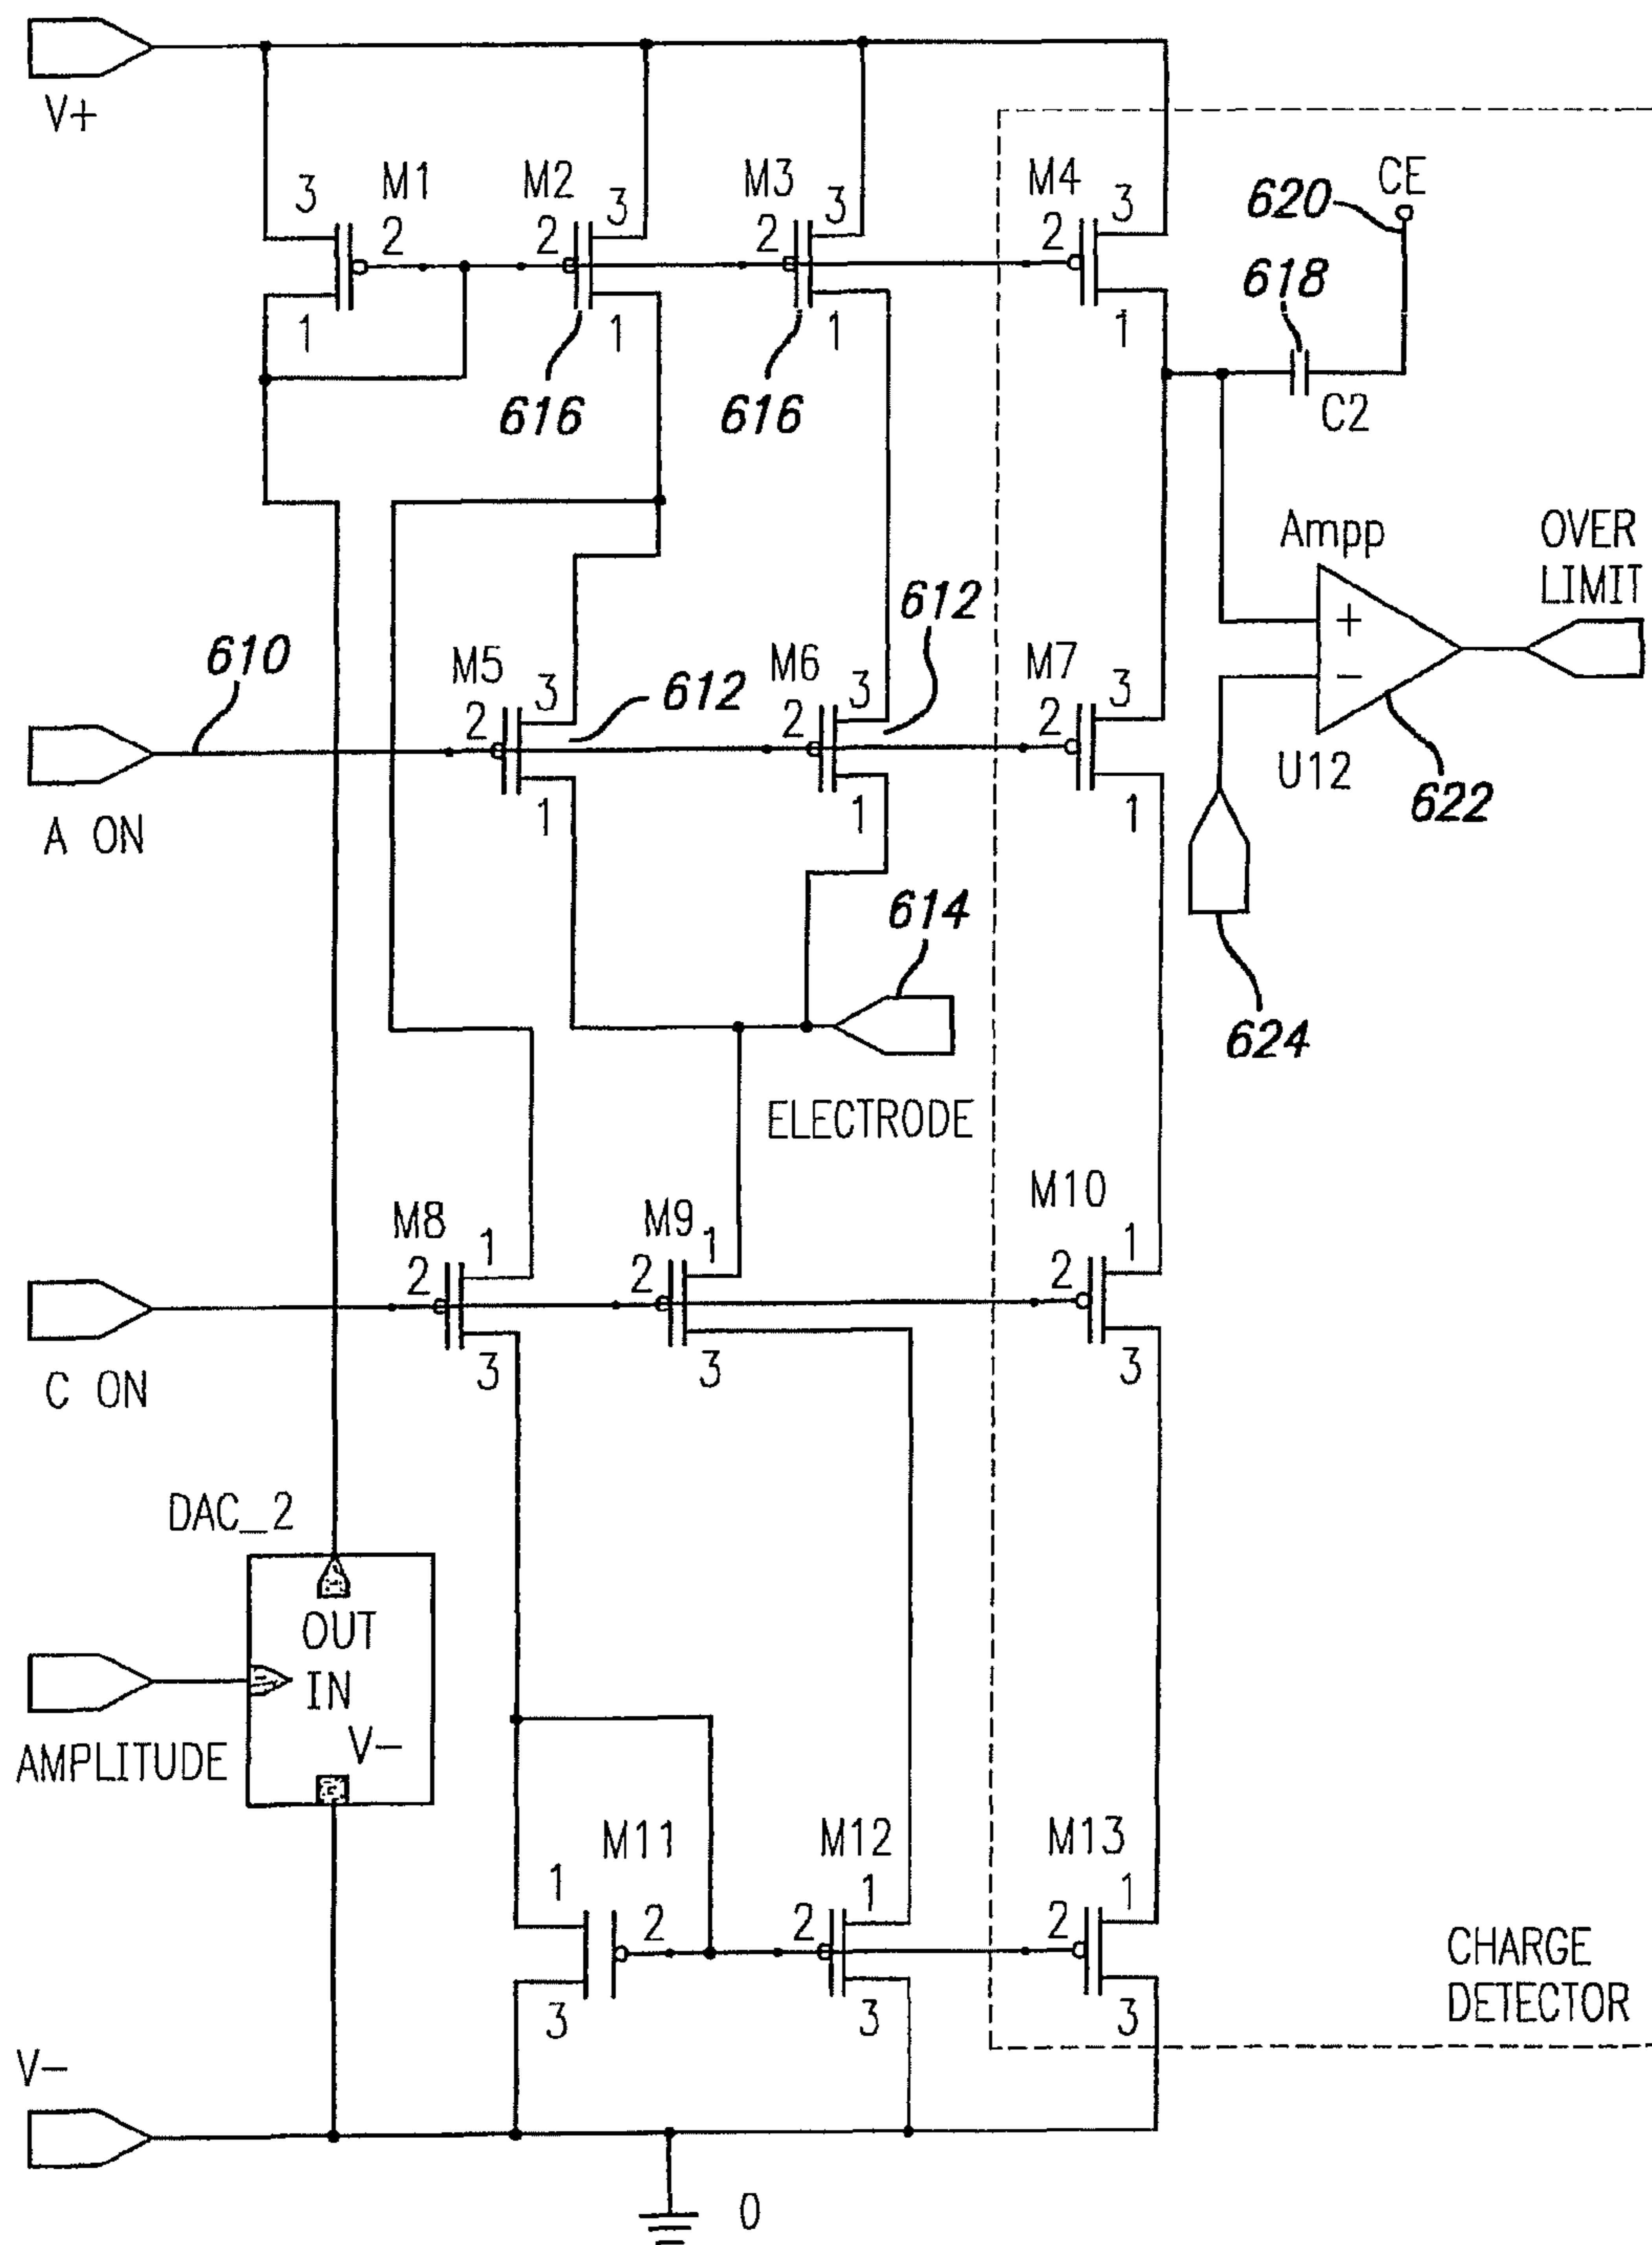 V+
3 M1
2
1
M2 3
2
1
616
M3 3
2
1
616
M4 3
2
1
620
CE
618
C2
Ampp
OVER
LIMIT
+
−
U12
622
624
610
A ON
M5 3
2
1
612
M6 3
2
1
612
M7 3
2
1
614
ELECTRODE
C ON
M8 1
2
3
M9 1
2
3
M10
1
2
3
DAC_2
OUT
IN
V−
AMPLITUDE
M11
1
2
3
M12
1
2
3
M13
1
2
3
CHARGE
DETECTOR
V−
0